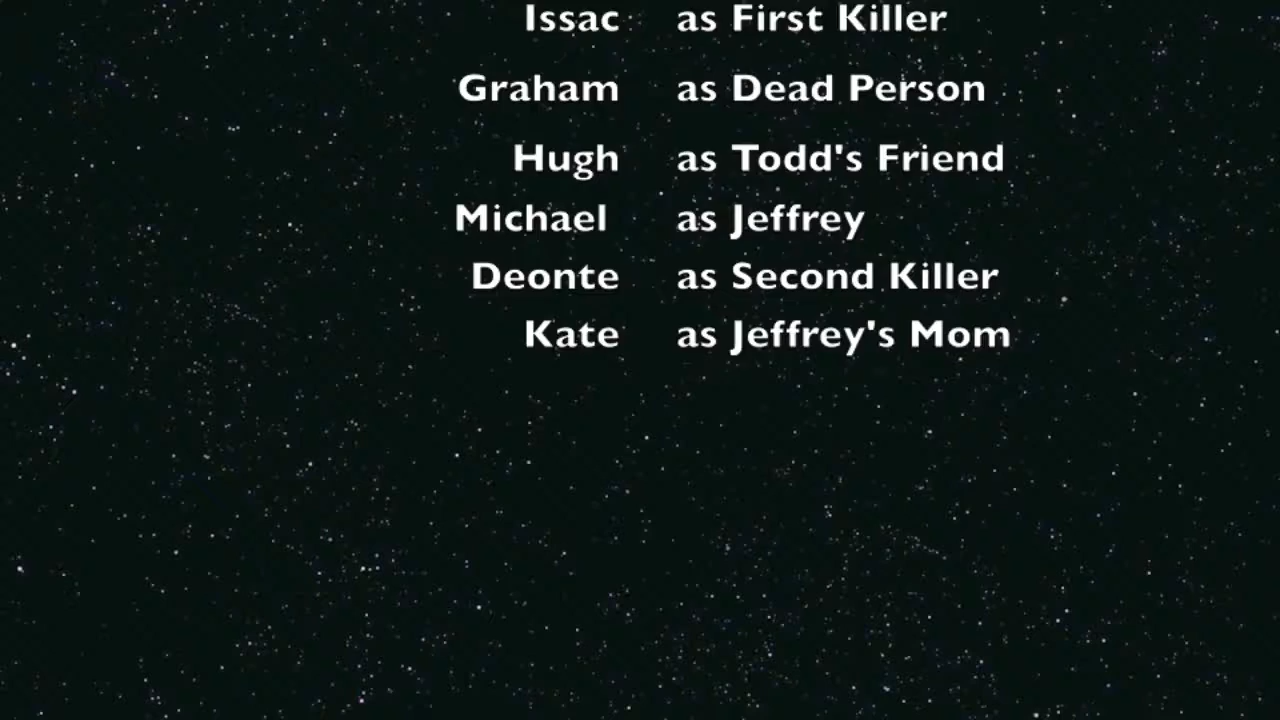 Issac as First Killer
Graham as Dead Person
Hugh as Todd's Friend
Michael as Jeffrey
Deonte as Second Killer
Kate as Jeffrey's Mom